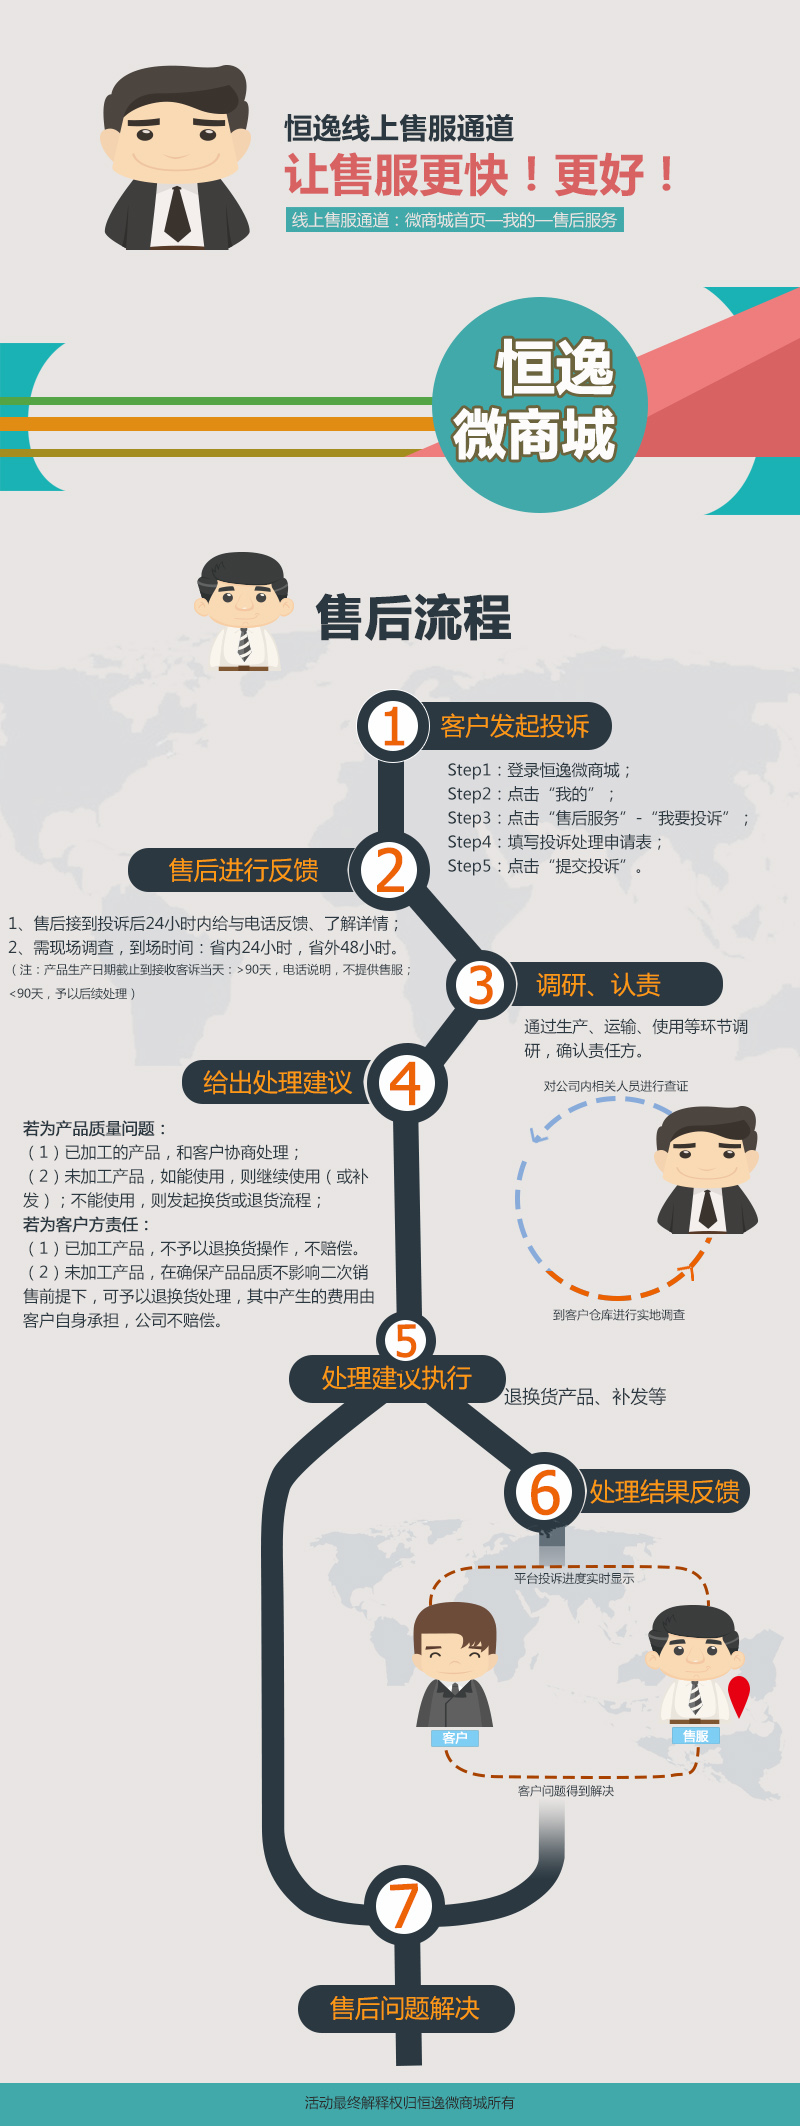 恒逸线上售服通道
让售服更快！更好！
线上售服通道：微商城首页—我的—售后服务
恒逸
微商城
售后流程
1
客户发起投诉
Step1：登录恒逸微商城；
Step2：点击“我的”；
Step3：点击“售后服务”-“我要投诉”；
Step4：填写投诉处理申请表；
Step5：点击“提交投诉”。
2
售后进行反馈
1、售后接到投诉后24小时内给与电话反馈、了解详情；
2、需现场调查，到场时间：省内24小时，省外48小时。
（注：产品生产日期截止到接收客诉当天：>90天，电话说明，不提供售服；
<90天，予以后续处理）
3
调研、认责
通过生产、运输、使用等环节调
研，确认责任方。
对公司内相关人员进行查证
到客户仓库进行实地调查
4
给出处理建议
若为产品质量问题：
（1）已加工的产品，和客户协商处理；
（2）未加工产品，如能使用，则继续使用（或补
发）；不能使用，则发起换货或退货流程；
若为客户方责任：
（1）已加工产品，不予以退换货操作，不赔偿。
（2）未加工产品，在确保产品品质不影响二次销
售前提下，可予以退换货处理，其中产生的费用由
客户自身承担，公司不赔偿。
5
处理建议执行
退换货产品、补发等
6
处理结果反馈
平台投诉进度实时显示
客户
售服
客户问题得到解决
7
售后问题解决
活动最终解释权归恒逸微商城所有